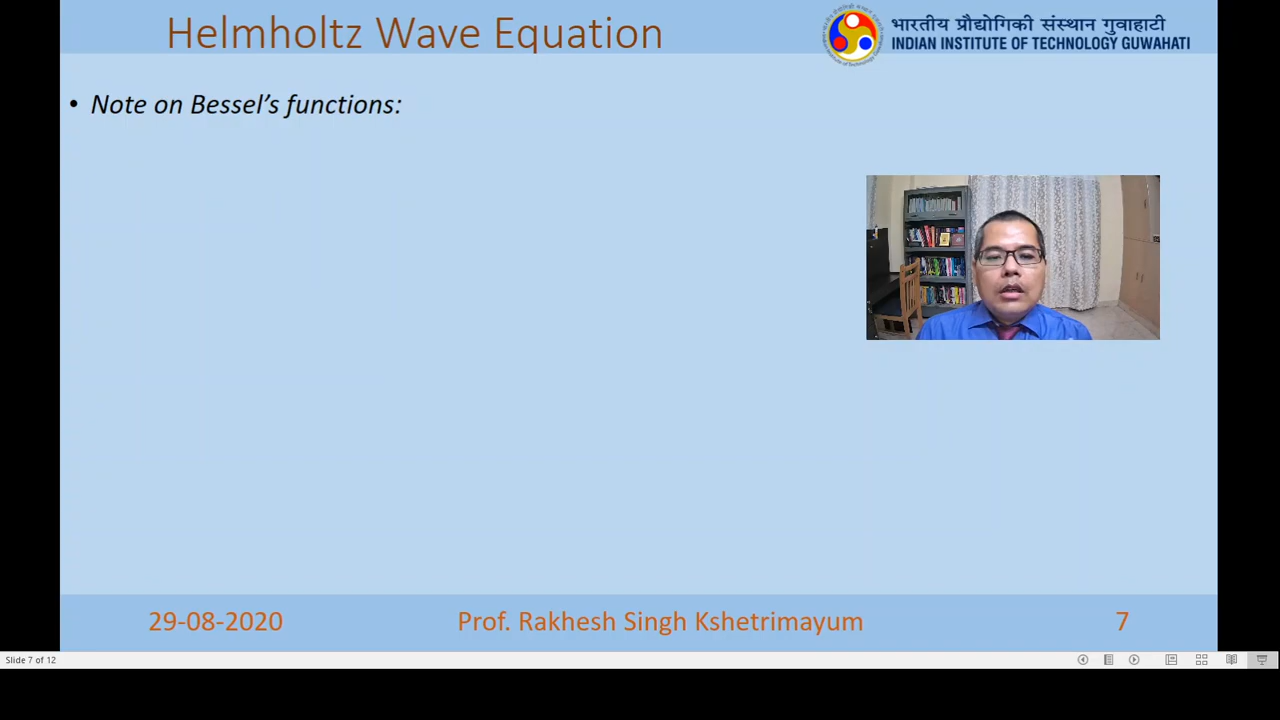 Helmholtz Wave Equation
भारतीय प्रौद्योगिकी संस्थान गुवाहाटी
INDIAN INSTITUTE OF TECHNOLOGY GUWAHATI
• Note on Bessel's functions:
29-08-2020
Prof. Rakhesh Singh Kshetrimayum
7
Slide 7 of 12